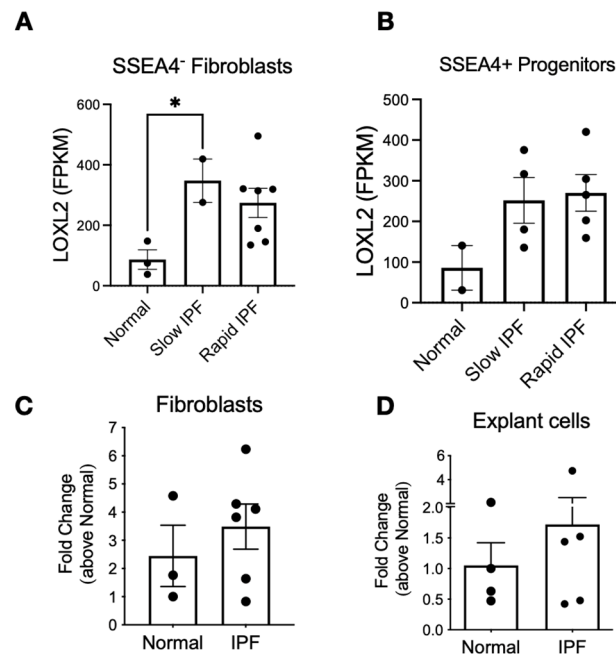 A
SSEA4⁻ Fibroblasts
*
LOXL2 (FPKM)
600
400
200
0
Normal
Slow IPF
Rapid IPF
B
SSEA4+ Progenitors
LOXL2 (FPKM)
500
400
300
200
100
0
Normal
Slow IPF
Rapid IPF
C
Fibroblasts
Fold Change
(above Normal)
7
6
5
4
3
2
1
0
Normal
IPF
D
Explant cells
Fold Change
(above Normal)
6
4
2.0
1.5
1.0
0.5
0.0
Normal
IPF